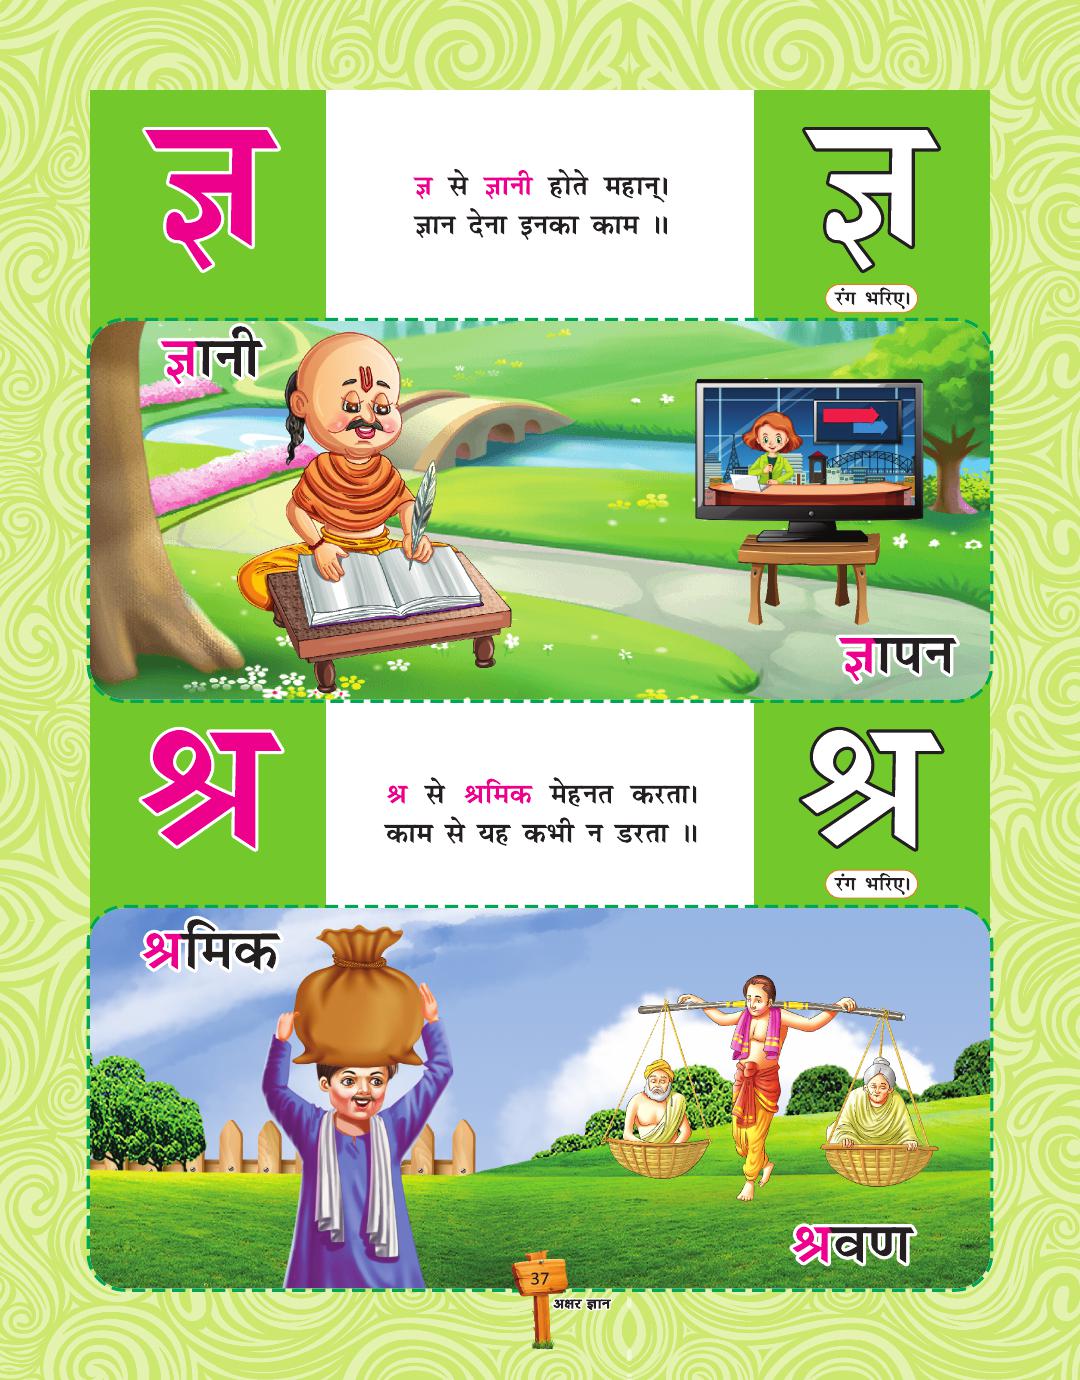 ज्ञ
ज्ञ से ज्ञानी होते महान्।
ज्ञान देना इनका काम ॥
ज्ञ
रंग भरिए।
ज्ञानी
ज्ञापन
श्र
श्र से श्रमिक मेहनत करता।
काम से यह कभी न डरता ॥
श्र
रंग भरिए।
श्रमिक
श्रवण
37
अक्षर ज्ञान